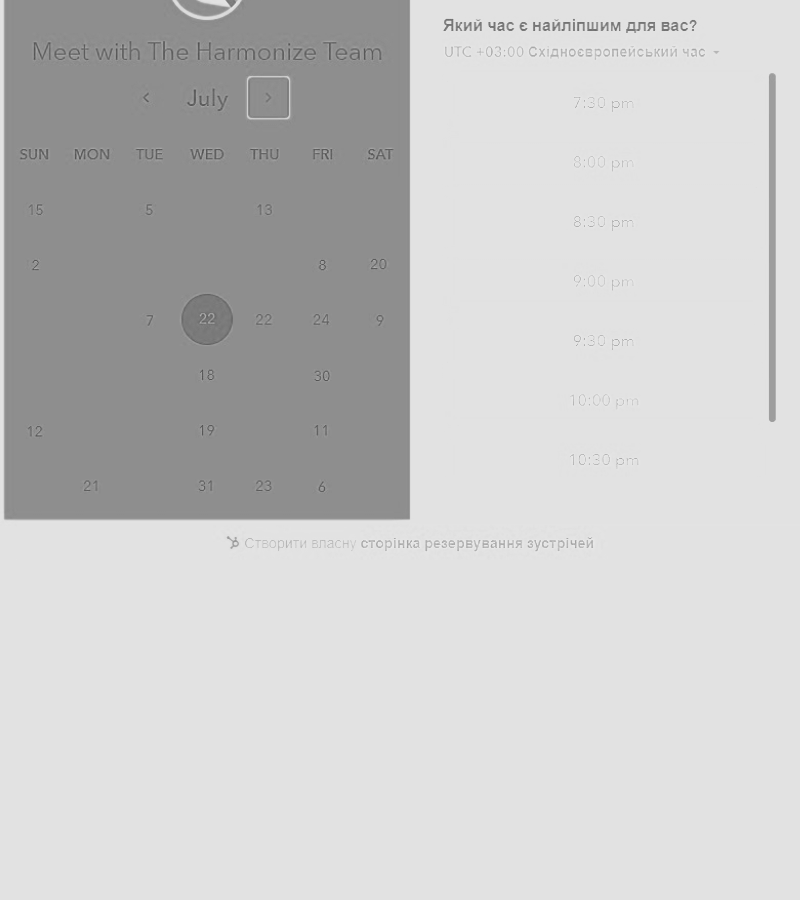 Meet with The Harmonize Team
July
SUN MON TUE WED THU FRI SAT
15 5 13
2 8 20
7 22 22 24 9
18 30
12 19 11
21 31 23 6
Який час є найліпшим для вас?
UTC +03:00 Східноєвропейський час
7:30 pm
8:00 pm
8:30 pm
9:00 pm
9:30 pm
10:00 pm
10:30 pm
Створити власну сторінка резервування зустрічей